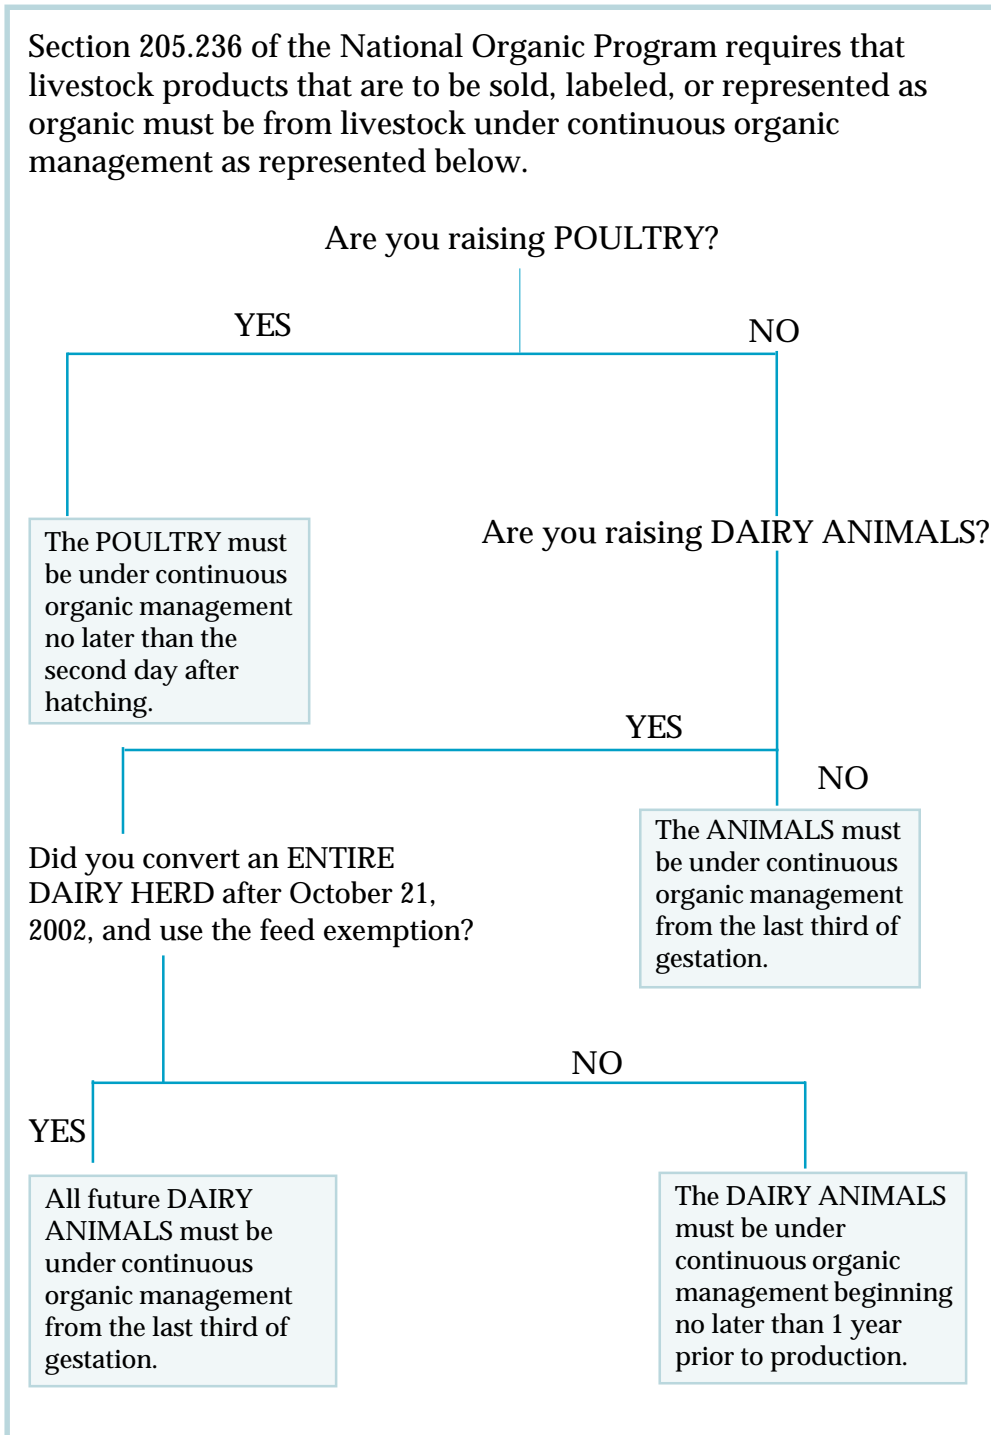 Section 205.236 of the National Organic Program requires that
livestock products that are to be sold, labeled, or represented as
organic must be from livestock under continuous organic
management as represented below.
Are you raising POULTRY?
YES
NO
The POULTRY must
be under continuous
organic management
no later than the
second day after
hatching.
Are you raising DAIRY ANIMALS?
YES
NO
The ANIMALS must
be under continuous
organic management
from the last third of
gestation.
Did you convert an ENTIRE
DAIRY HERD after October 21,
2002, and use the feed exemption?
NO
YES
All future DAIRY
ANIMALS must be
under continuous
organic management
from the last third of
gestation.
The DAIRY ANIMALS
must be under
continuous organic
management beginning
no later than 1 year
prior to production.